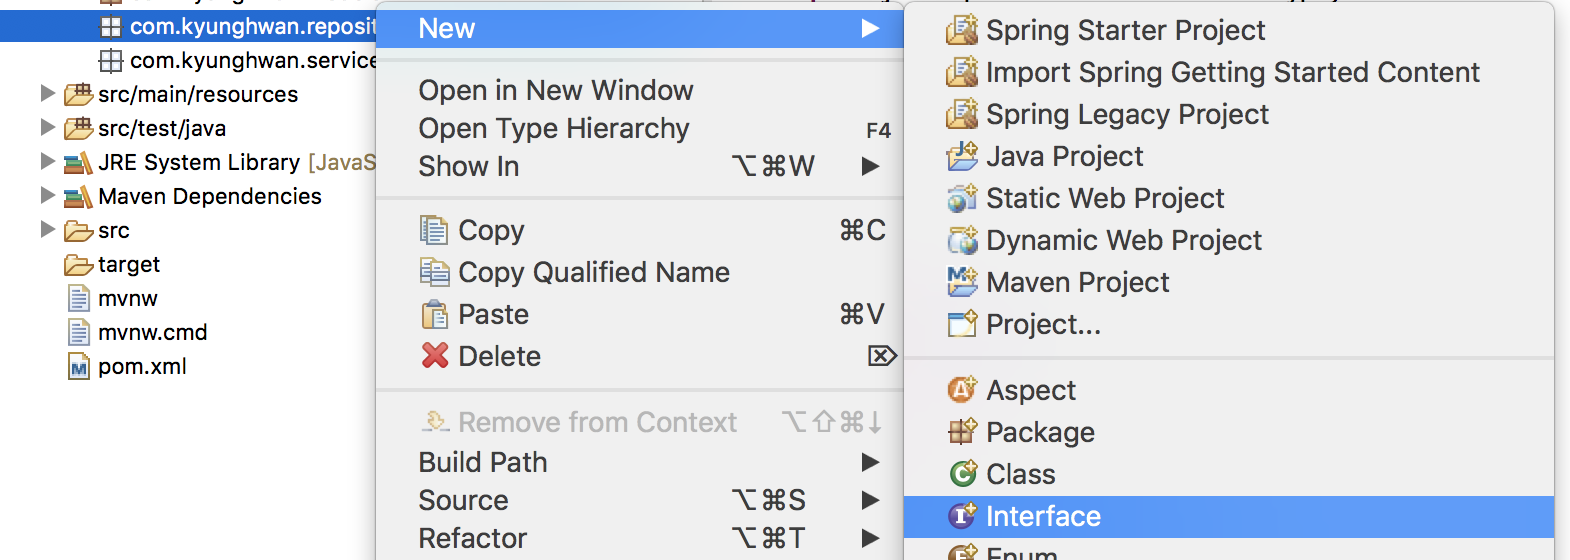 com.kyunghwan.reposit
com.kyunghwan.service
src/main/resources
src/test/java
JRE System Library [JavaS
Maven Dependencies
src
target
mvnw
mvnw.cmd
pom.xml
New
Open in New Window
Open Type Hierarchy F4
Show In ⌥⌘W
Copy ⌘C
Copy Qualified Name
Paste ⌘V
Delete ⌦
Remove from Context ⌥⇧⌘↓
Build Path
Source ⌥⌘S
Refactor ⌥⌘T
Spring Starter Project
Import Spring Getting Started Content
Spring Legacy Project
Java Project
Static Web Project
Dynamic Web Project
Maven Project
Project...
Aspect
Package
Class
Interface
Enum